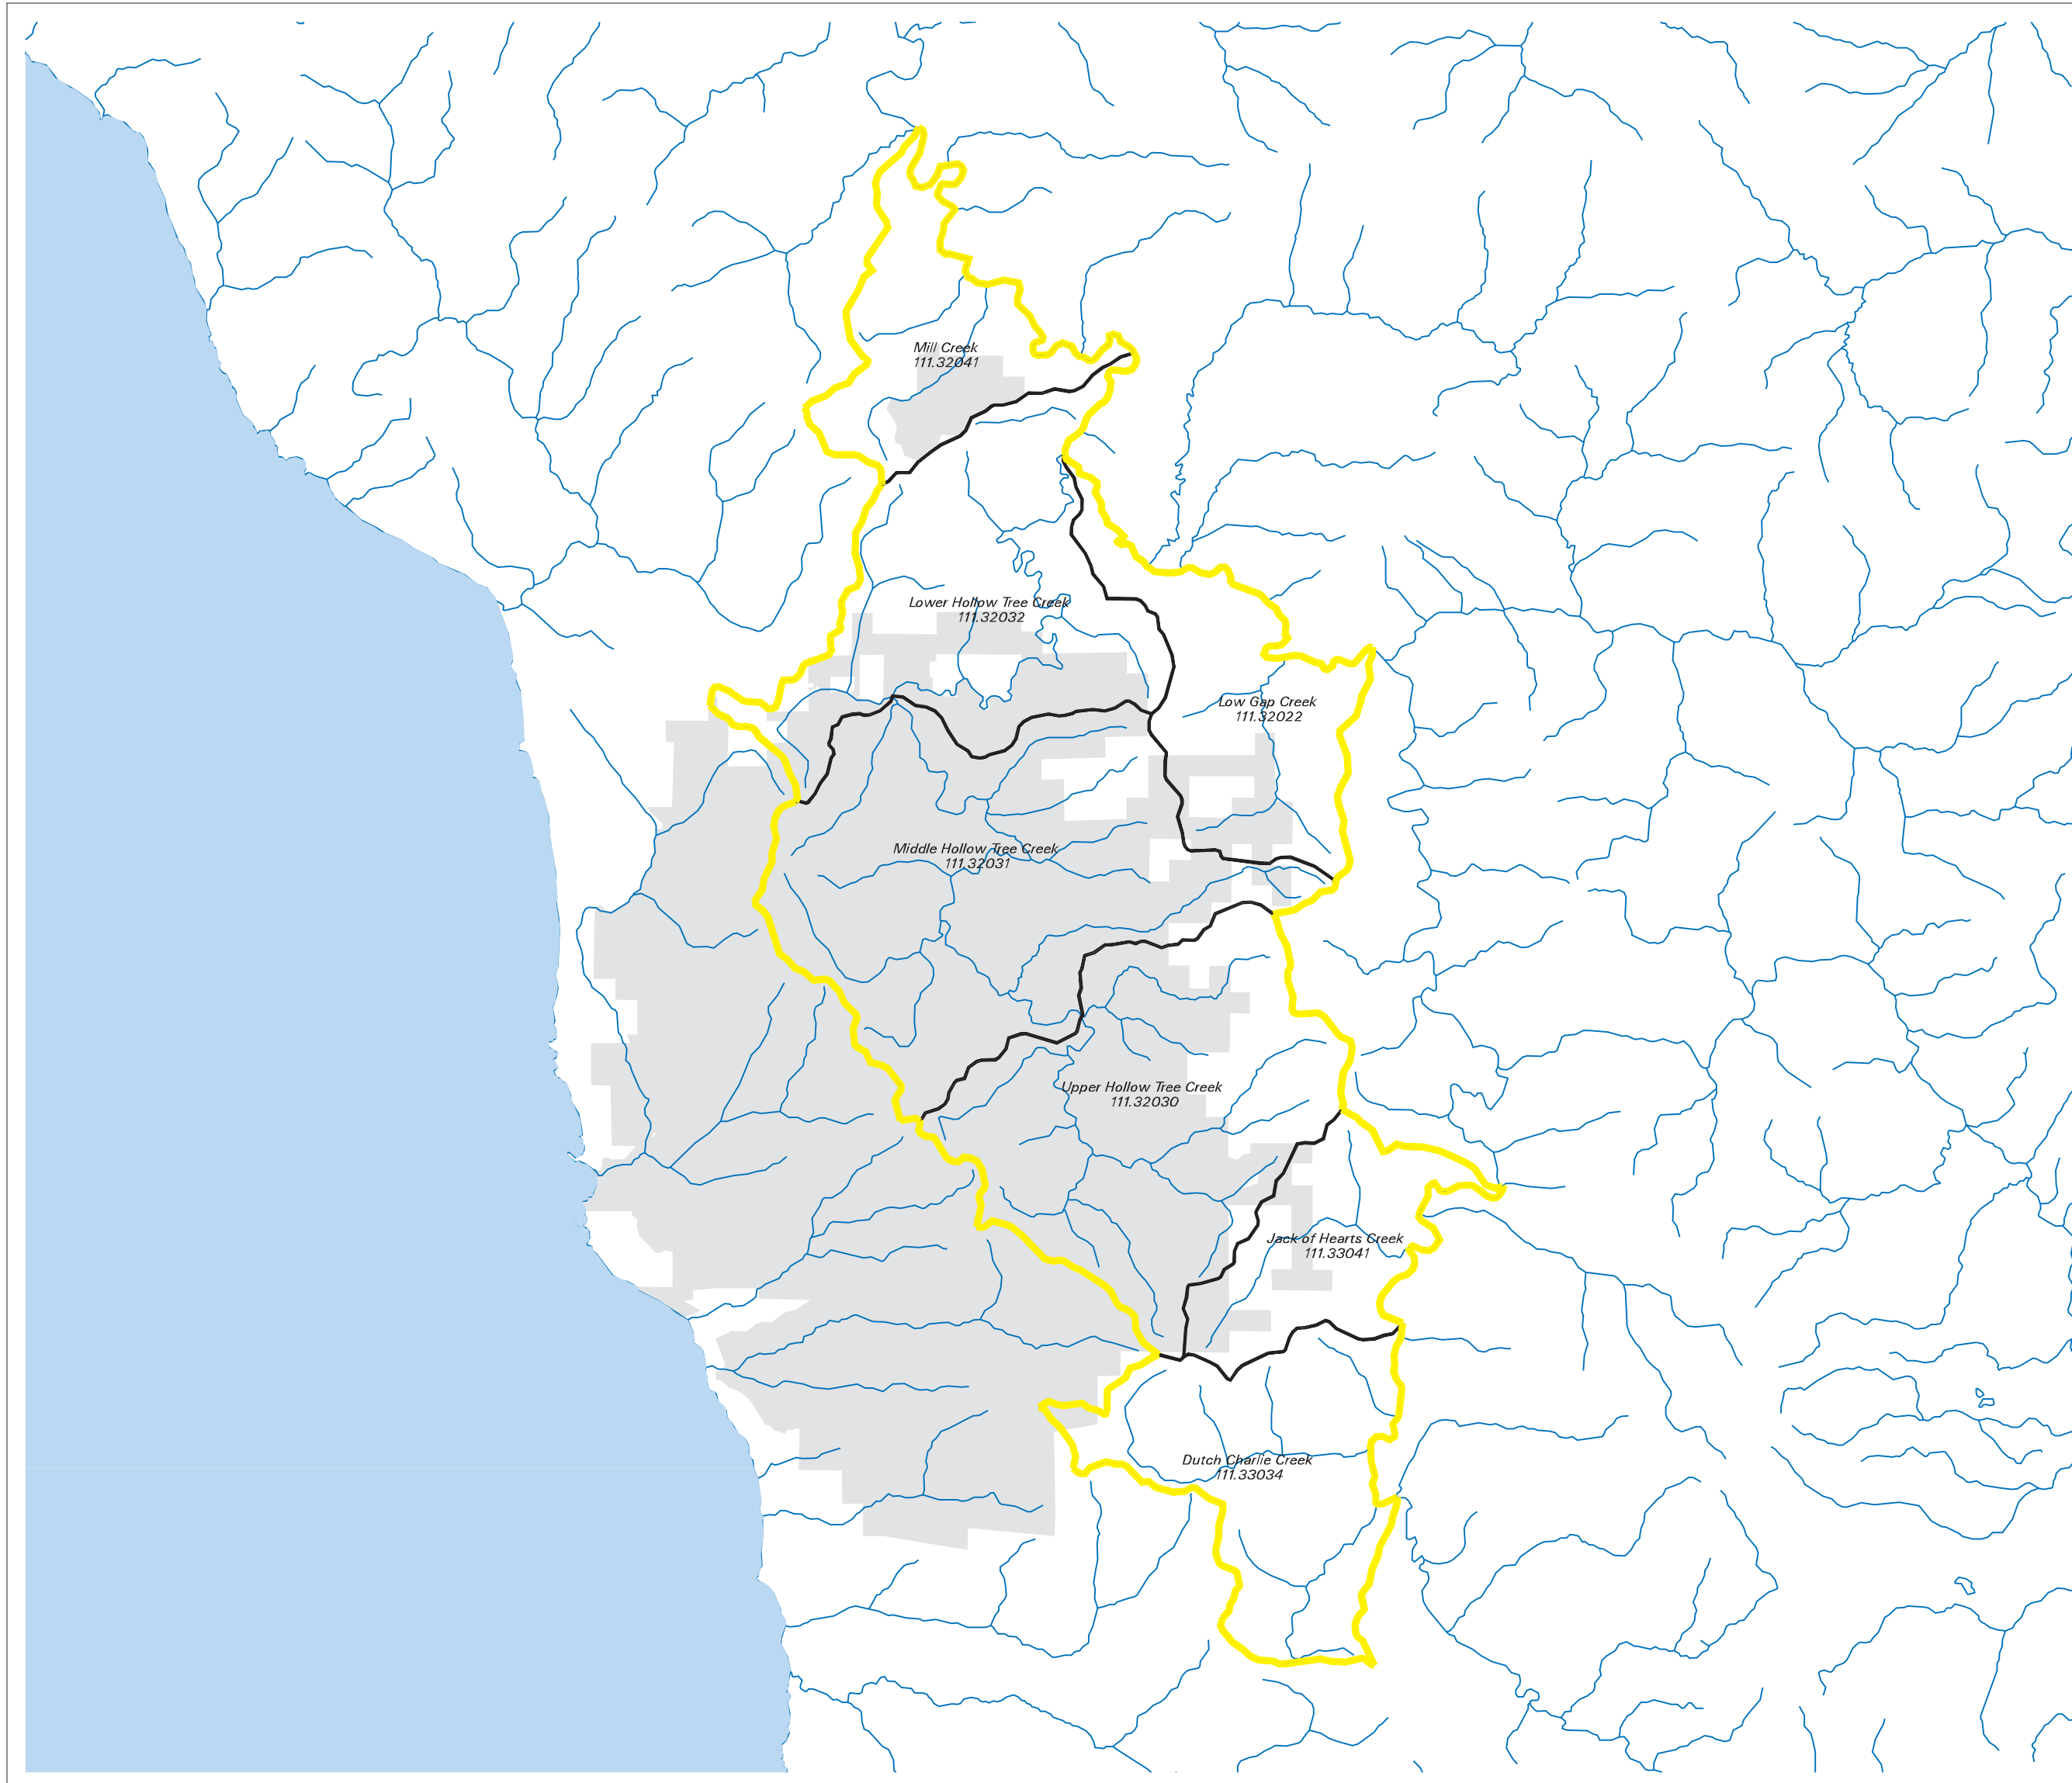 Mill Creek
111.32041
Lower Hollow Tree Creek
111.32032
Low Gap Creek
111.32022
Middle Hollow Tree Creek
111.32031
Upper Hollow Tree Creek
111.32030
Jack of Hearts Creek
111.33041
Dutch Charlie Creek
111.33034